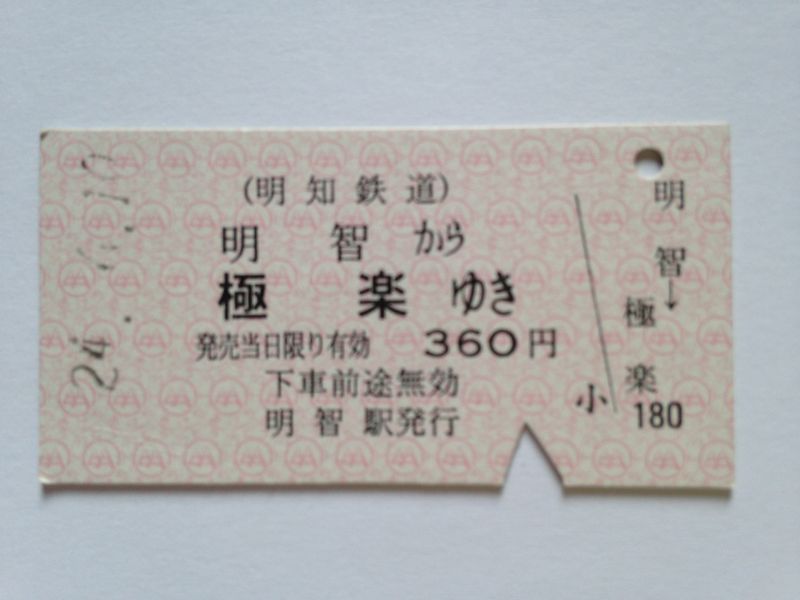 (明知鉄道)
明智から
極楽ゆき
発売当日限り有効 360円
下車前途無効
明智駅発行
小
明智→
極楽
180